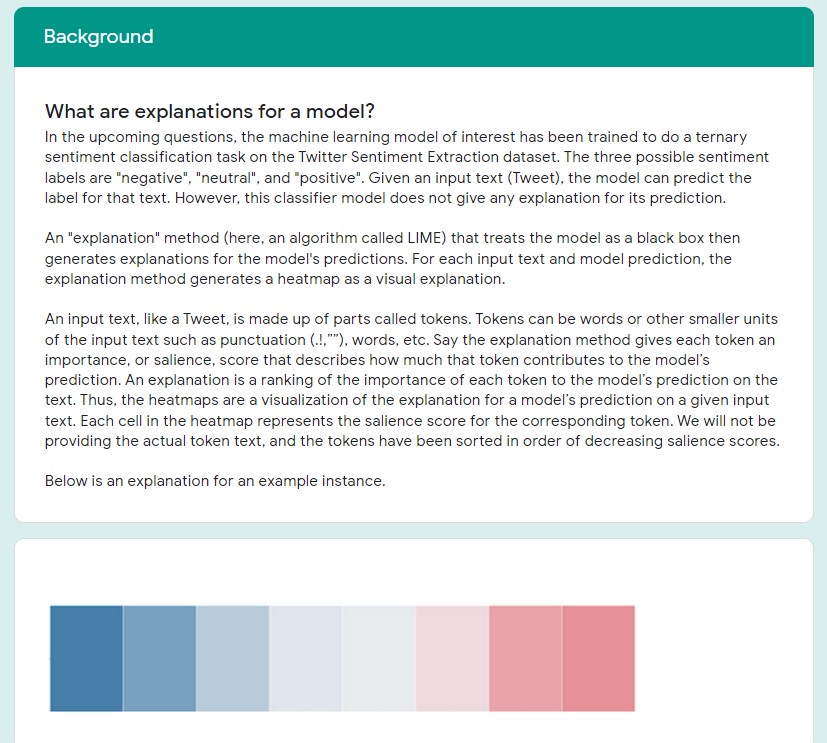 Background
What are explanations for a model?
In the upcoming questions, the machine learning model of interest has been trained to do a ternary
sentiment classification task on the Twitter Sentiment Extraction dataset. The three possible sentiment
labels are "negative", "neutral", and "positive". Given an input text (Tweet), the model can predict the
label for that text. However, this classifier model does not give any explanation for its prediction.
An "explanation" method (here, an algorithm called LIME) that treats the model as a black box then
generates explanations for the model's predictions. For each input text and model prediction, the
explanation method generates a heatmap as a visual explanation.
An input text, like a Tweet, is made up of parts called tokens. Tokens can be words or other smaller units
of the input text such as punctuation (.!,””), words, etc. Say the explanation method gives each token an
importance, or salience, score that describes how much that token contributes to the model’s
prediction. An explanation is a ranking of the importance of each token to the model’s prediction on the
text. Thus, the heatmaps are a visualization of the explanation for a model’s prediction on a given input
text. Each cell in the heatmap represents the salience score for the corresponding token. We will not be
providing the actual token text, and the tokens have been sorted in order of decreasing salience scores.
Below is an explanation for an example instance.